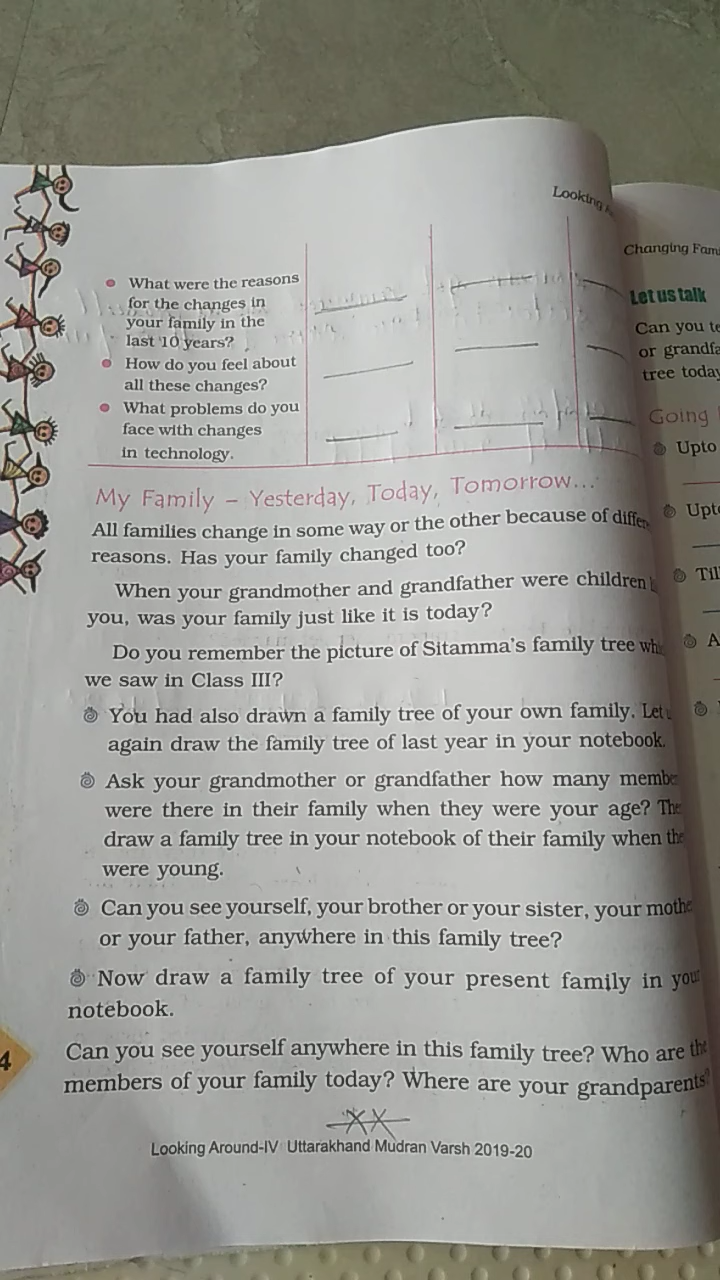 Looking
What were the reasons
for the changes in
your family in the
last 10 years?
How do you feel about
all these changes?
What problems do you
face with changes
in technology.
My Family – Yesterday, Today, Tomorrow...
All families change in some way or the other because of
reasons. Has your family changed too?
When your grandmother and grandfather were children
you, was your family just like it is today?
Do you remember the picture of Sitamma's family tree
we saw in Class III?
You had also drawn a family tree of your own family. Let
again draw the family tree of last year in your notebook.
Ask your grandmother or grandfather how many
were there in their family when they were your age?
draw a family tree in your notebook of their family when
were young.
Can you see yourself, your brother or your sister, your
or your father, anywhere in this family tree?
Now draw a family tree of your present family in your
notebook.
Can you see yourself anywhere in this family tree? Who are the
members of your family today? Where are your grandparents?
4
Looking Around-IV Uttarakhand Mudran Varsh 2019-20
Changing
Let us talk
Can you
or
tree today
Going
Upto